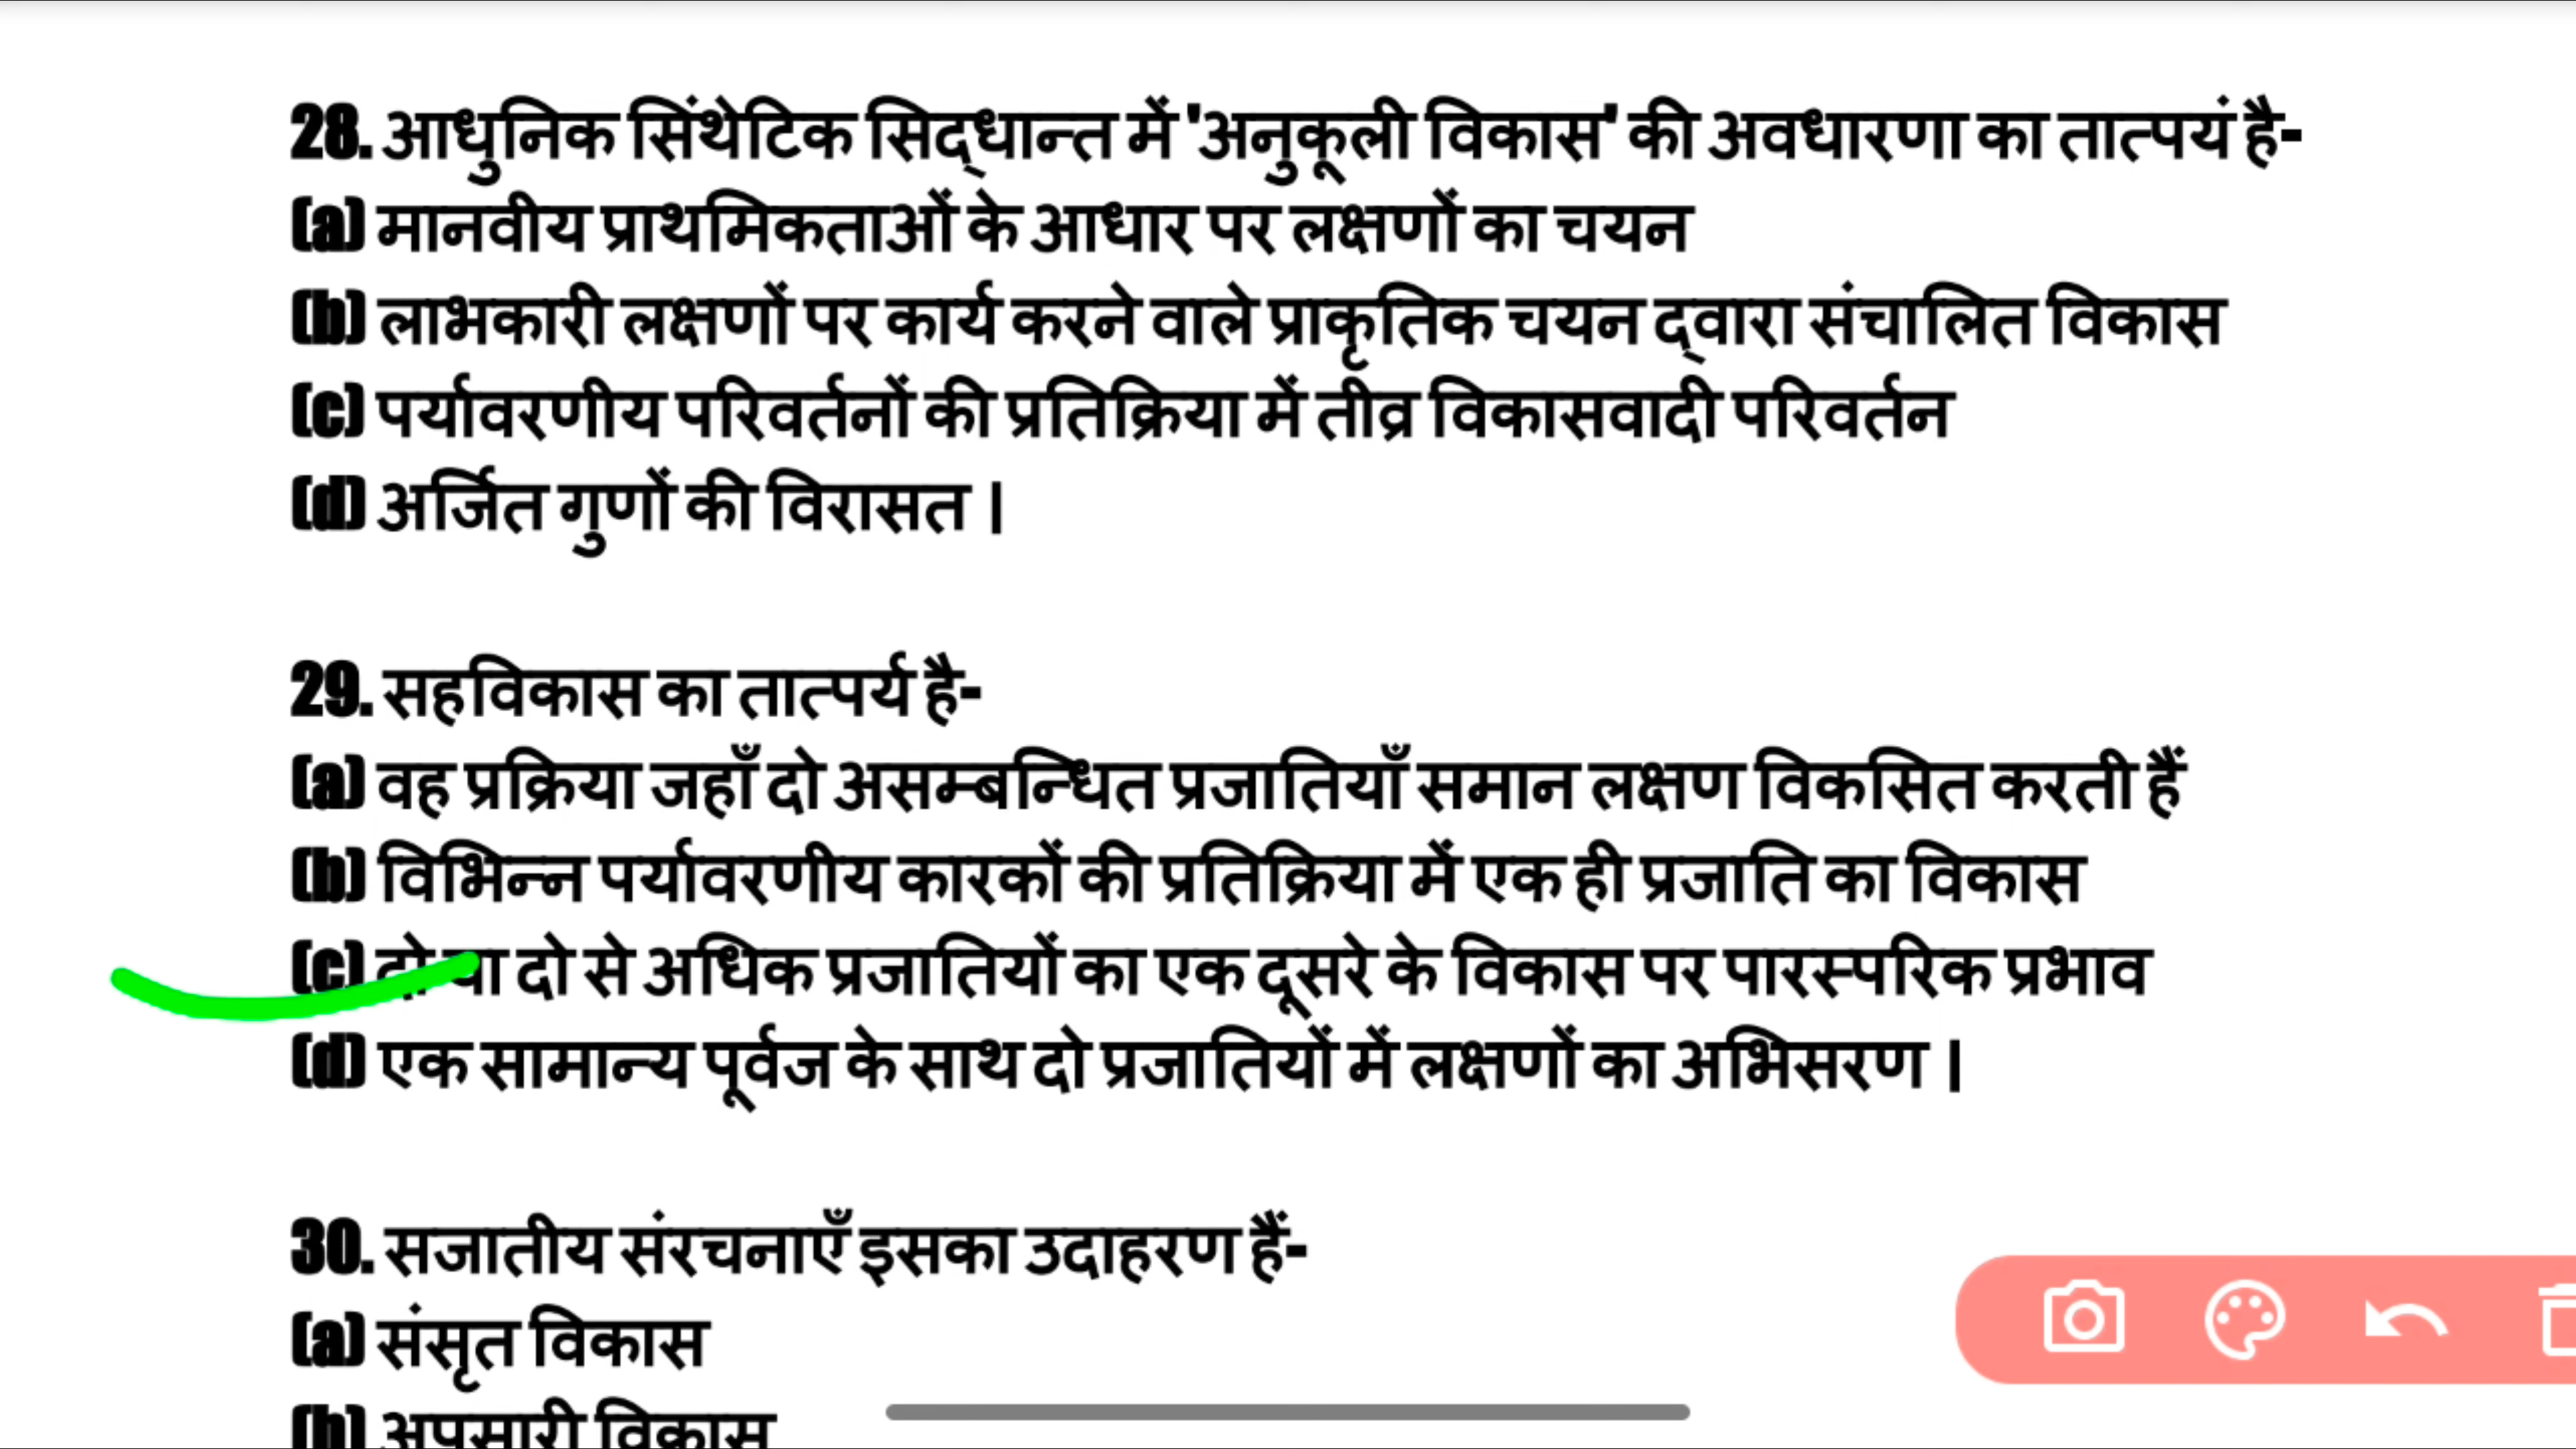 28. आधुनिक सिंथेटिक सिद्धान्त में 'अनुकूली विकास' की अवधारणा का तात्पयं है-
(a) मानवीय प्राथमिकताओं के आधार पर लक्षणों का चयन
(b) लाभकारी लक्षणों पर कार्य करने वाले प्राकृतिक चयन द्वारा संचालित विकास
(c) पर्यावरणीय परिवर्तनों की प्रतिक्रिया में तीव्र विकासवादी परिवर्तन
(d) अर्जित गुणों की विरासत |
29. सहविकास का तात्पर्य है-
(a) वह प्रक्रिया जहाँ दो असम्बन्धित प्रजातियाँ समान लक्षण विकसित करती हैं
(b) विभिन्न पर्यावरणीय कारकों की प्रतिक्रिया में एक ही प्रजाति का विकास
(c) दो या दो से अधिक प्रजातियों का एक दूसरे के विकास पर पारस्परिक प्रभाव
(d) एक सामान्य पूर्वज के साथ दो प्रजातियों में लक्षणों का अभिसरण |
30. सजातीय संरचनाएँ इसका उदाहरण हैं-
(a) संसृत विकास
(b) अपसारी विकास